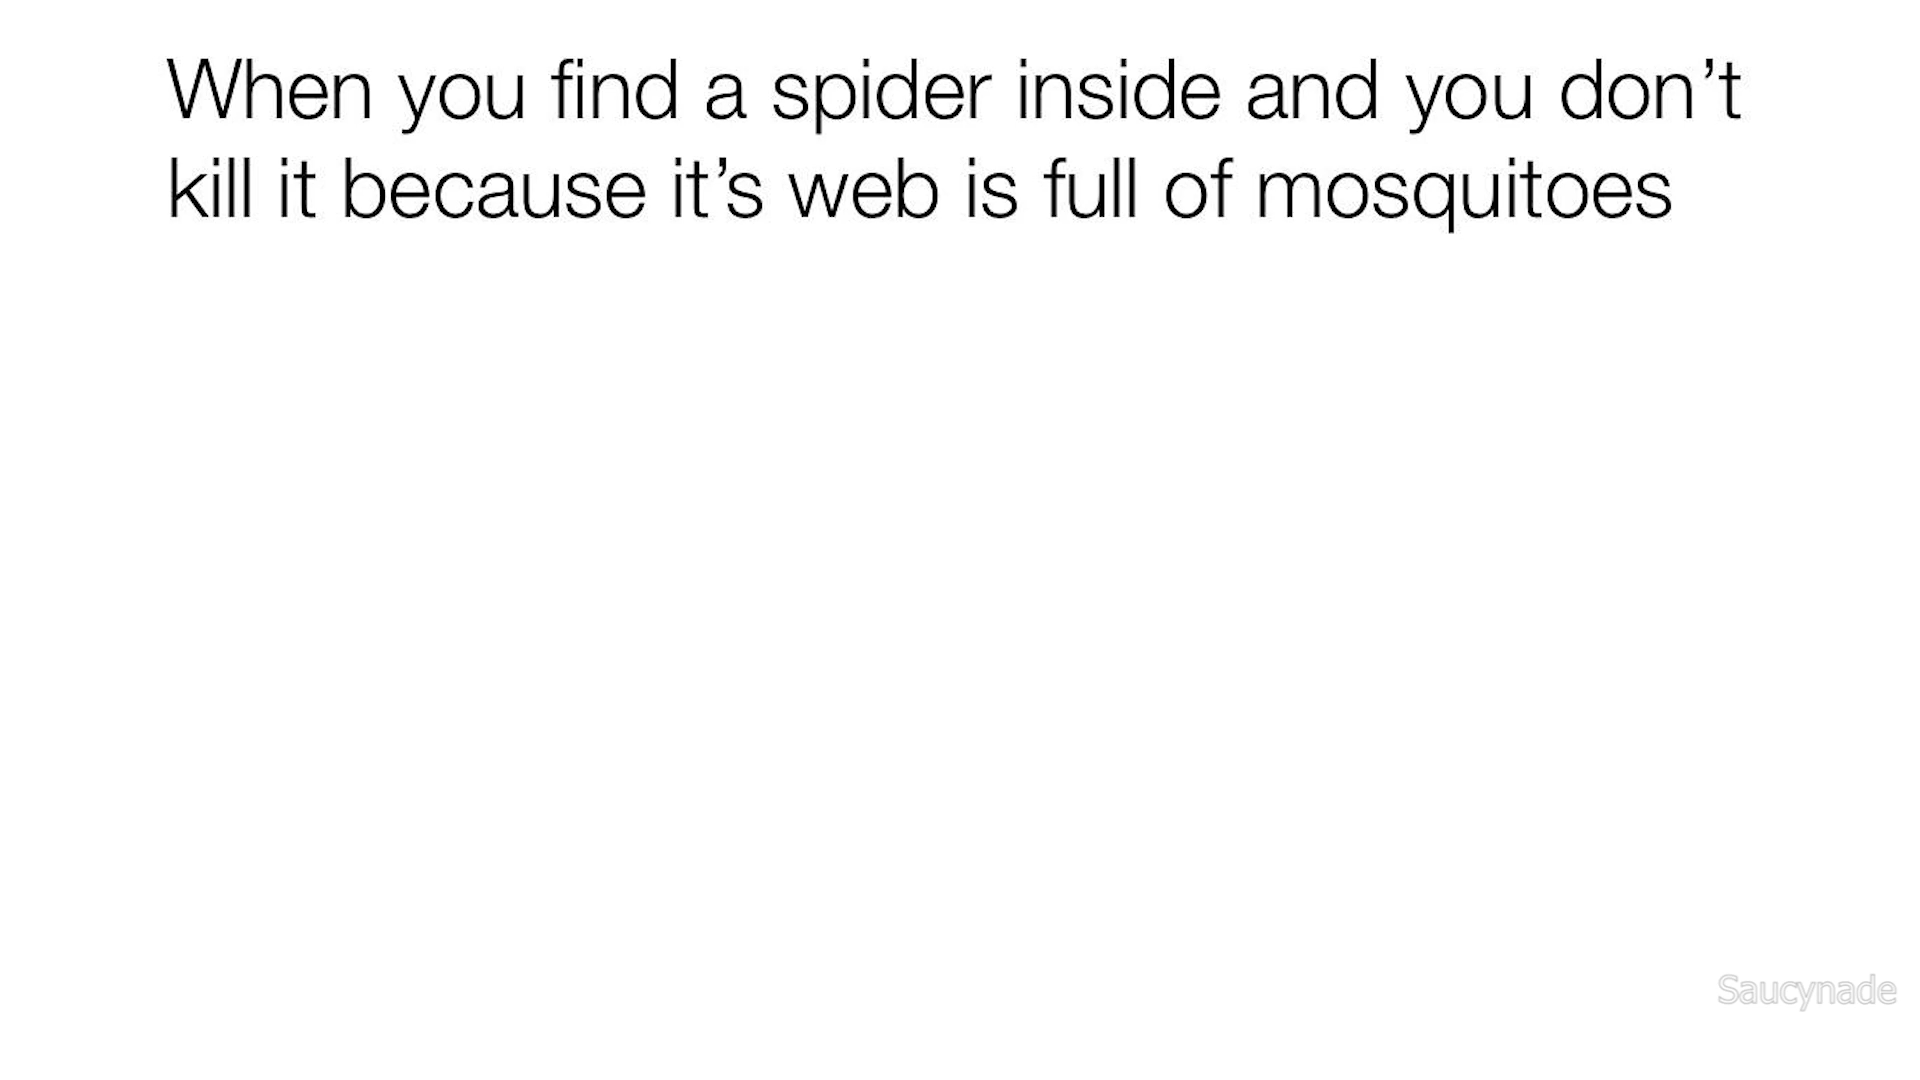 When you find a spider inside and you don’t
kill it because it’s web is full of mosquitoes
Saucynade